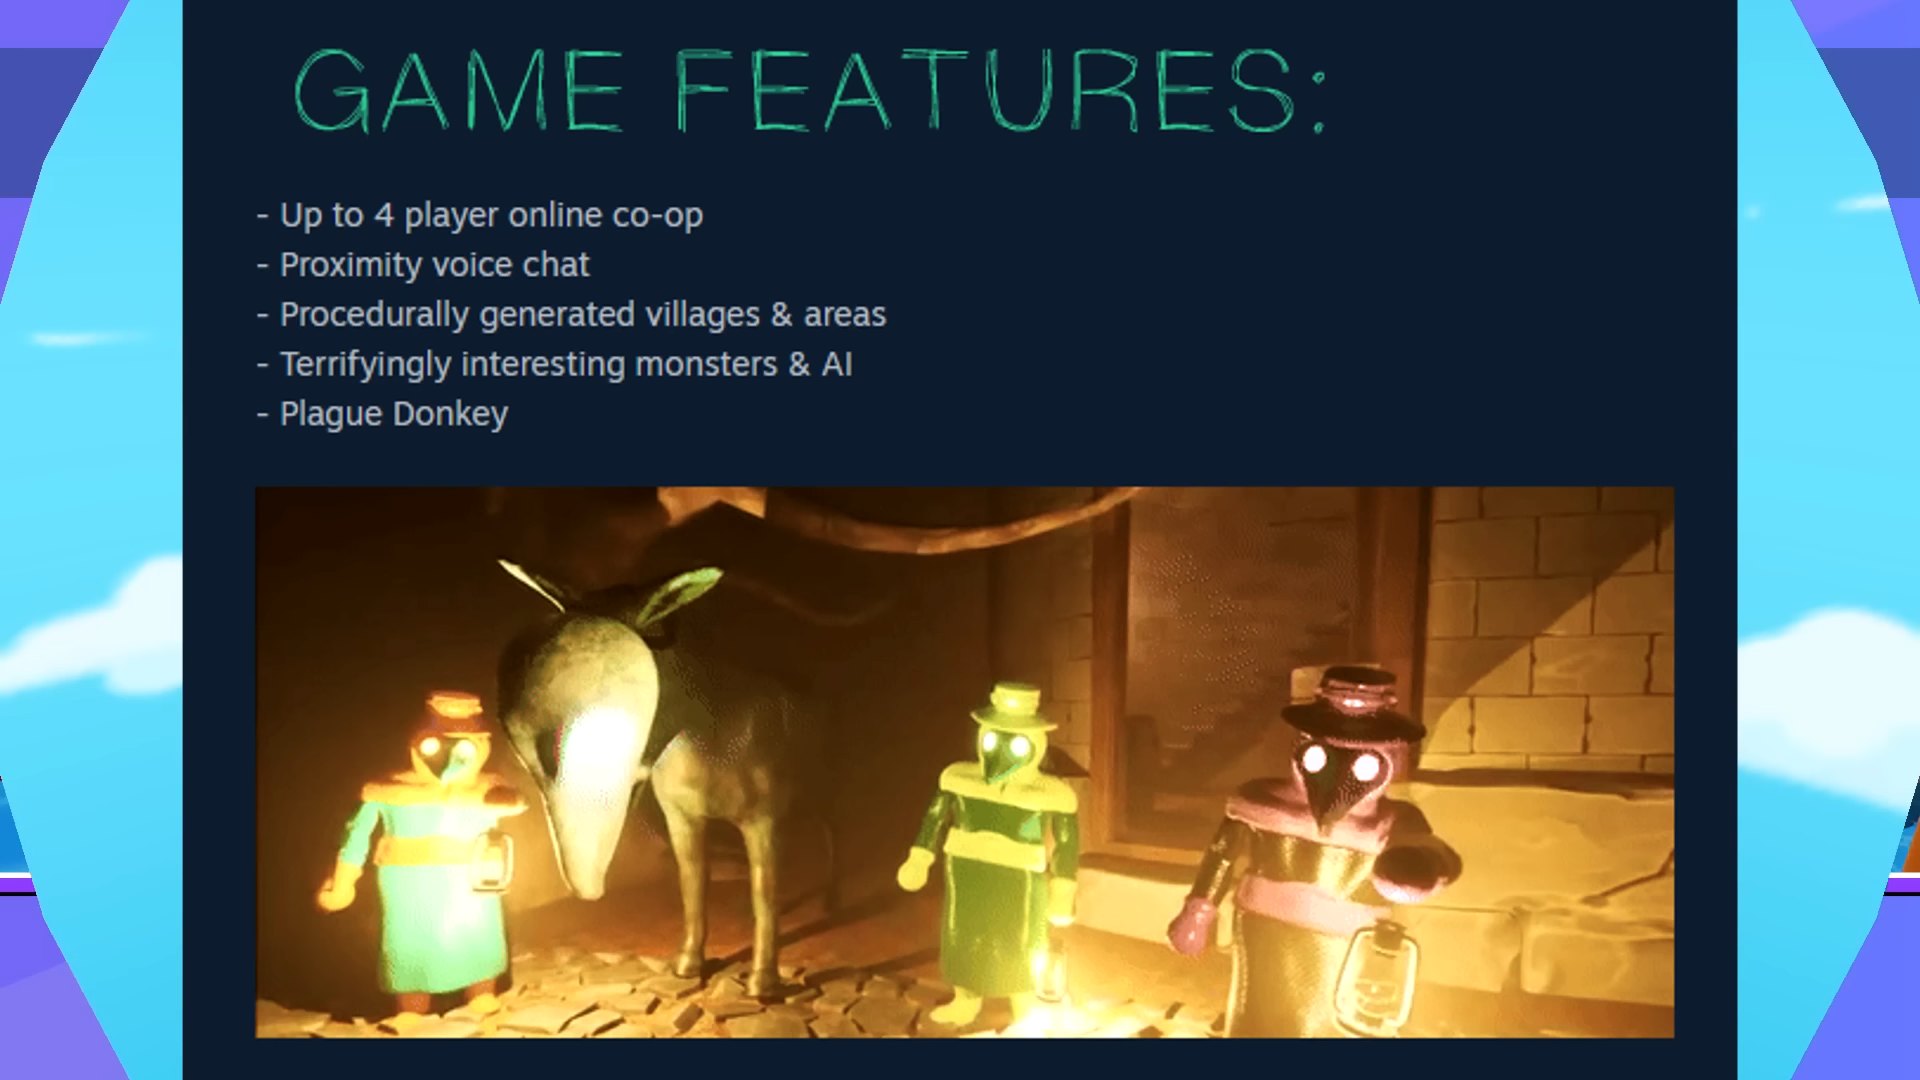 GAME FEATURES:
- Up to 4 player online co-op
- Proximity voice chat
- Procedurally generated villages & areas
- Terrifyingly interesting monsters & AI
- Plague Donkey